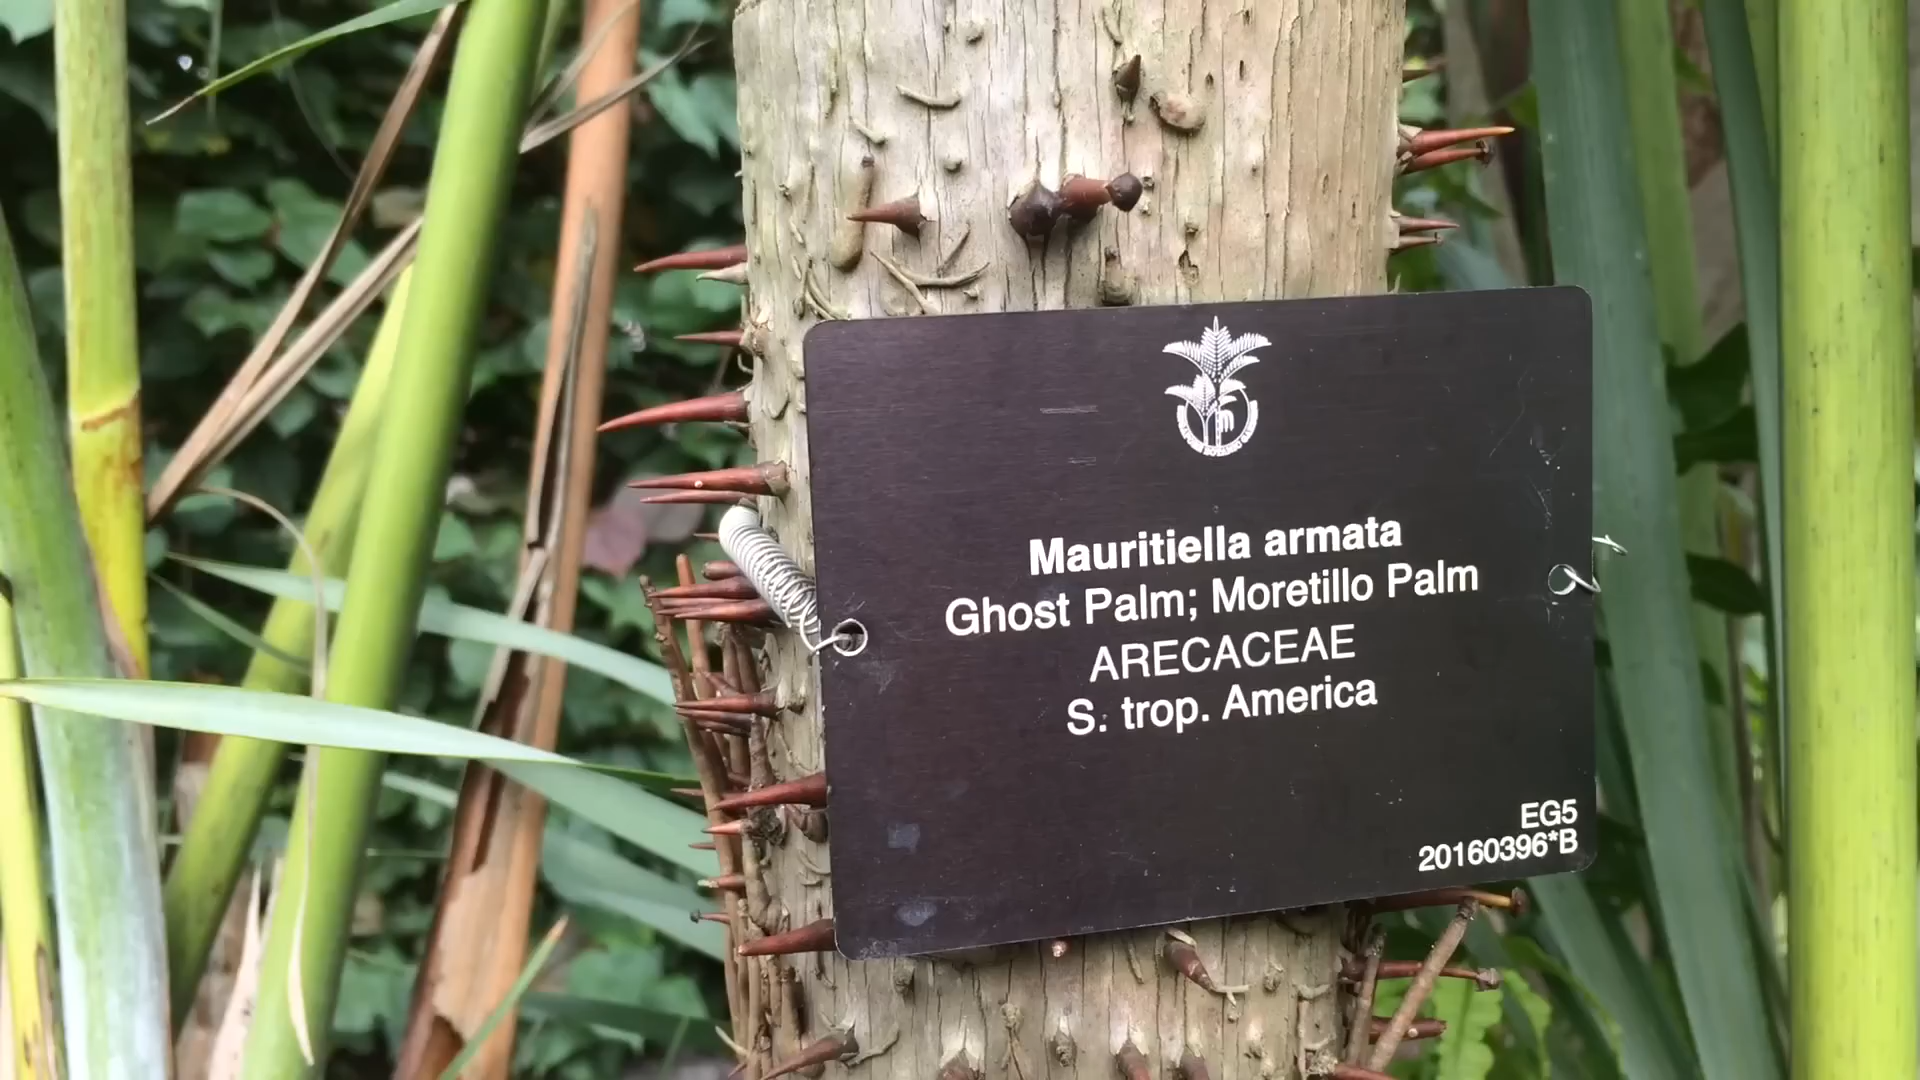 Mauritiella armata
Ghost Palm; Moretillo Palm
ARECACEAE
S. trop. America
EG5
20160396*B